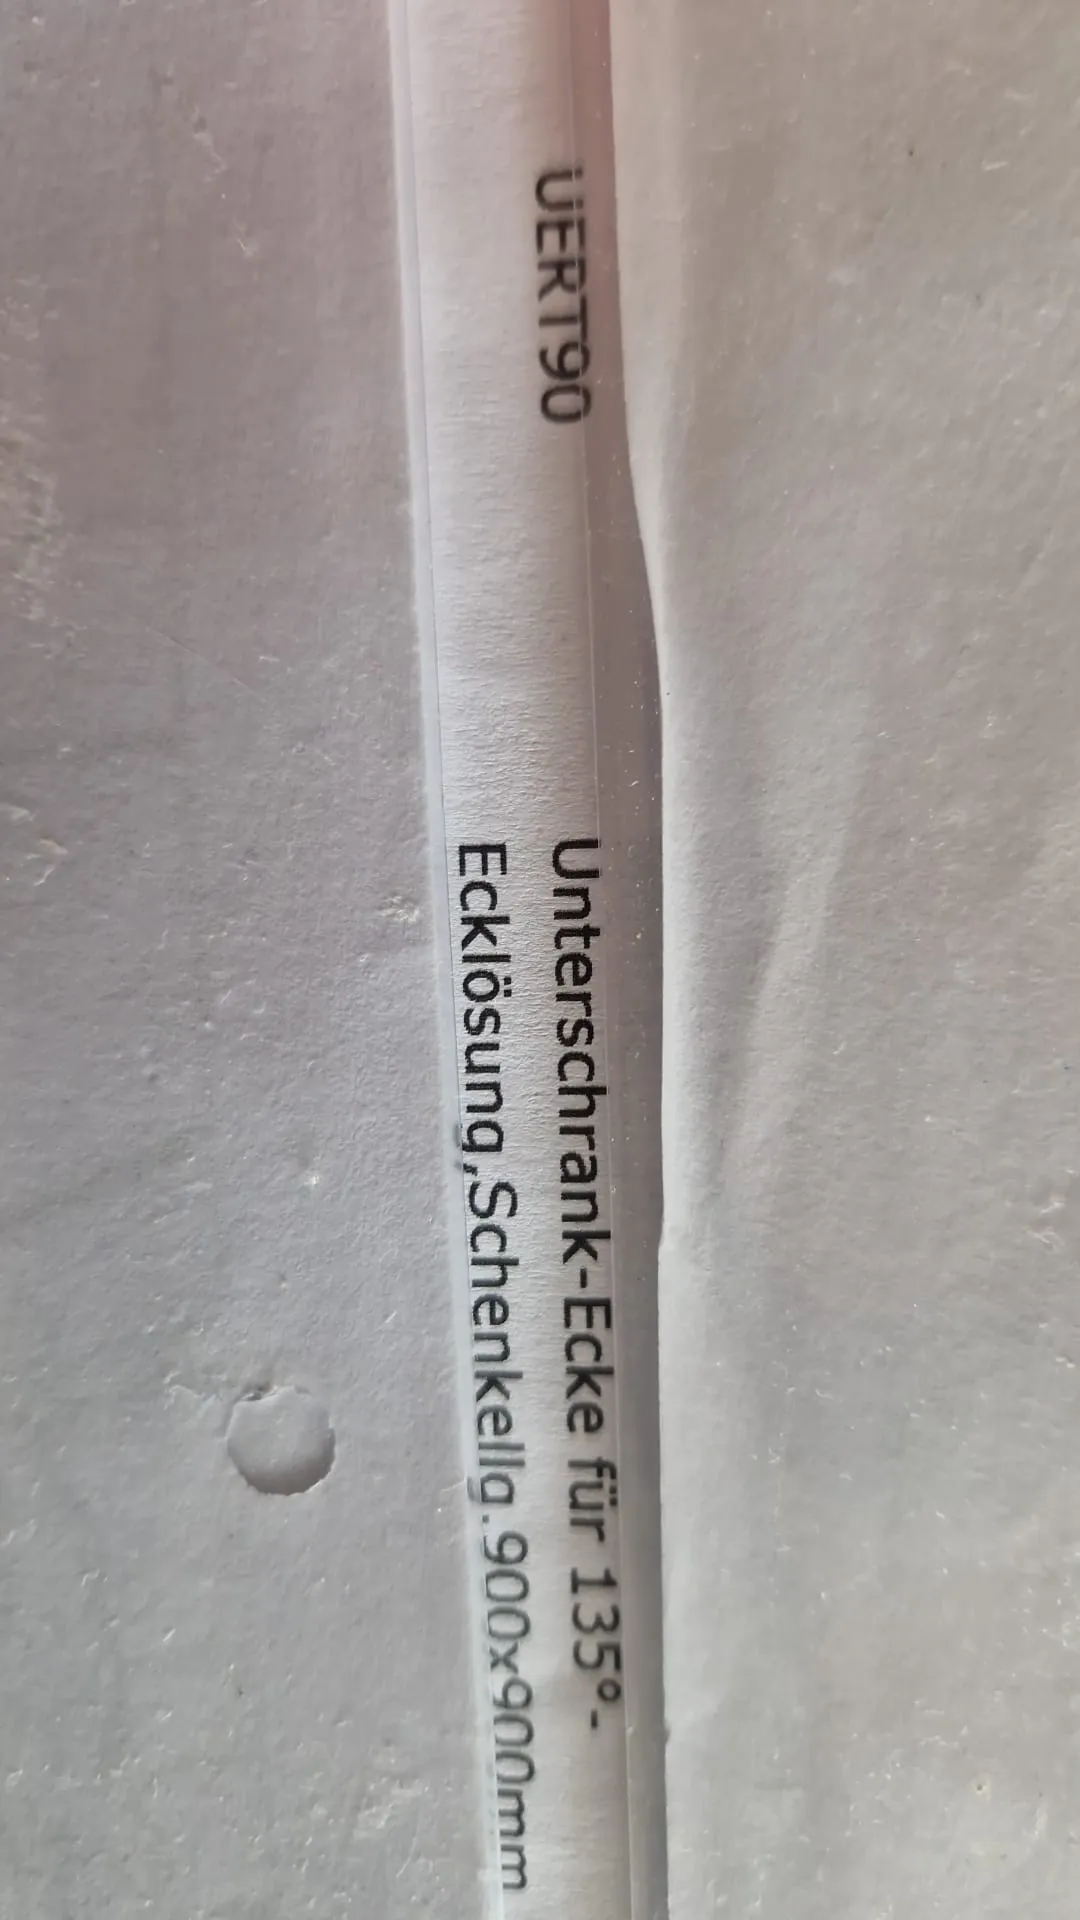 UERT90
Unterschrank-Ecke für 135°-
Ecklösung,Schenkellg.900x900mm